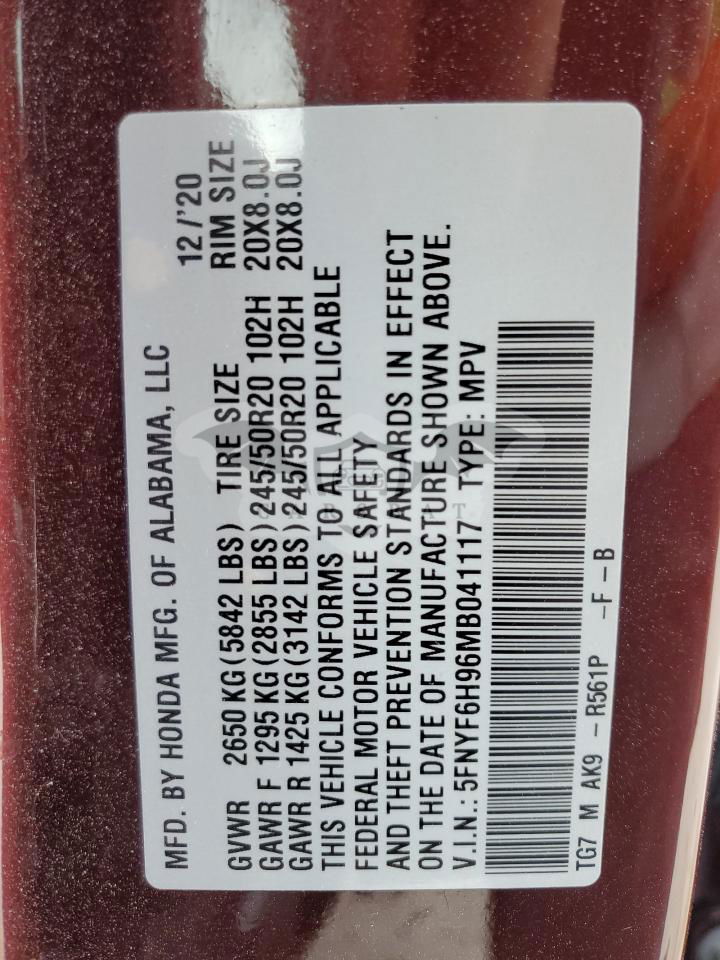 MFD. BY HONDA MFG. OF ALABAMA, LLC 12/'20
GVWR 2650 KG(5842 LBS) TIRE SIZE RIM SIZE
GAWR F 1295 KG(2855 LBS)245/50R20 102H 20X8.0J
GAWR R 1425 KG(3142 LBS)245/50R20 102H 20X8.0J
THIS VEHICLE CONFORMS TO ALL APPLICABLE
FEDERAL MOTOR VEHICLE SAFETY
AND THEFT PREVENTION STANDARDS IN EFFECT
ON THE DATE OF MANUFACTURE SHOWN ABOVE.
V.I.N.: 5FNYF6H96MB041117 TYPE: MPV
TG7 M AK9 -R561P -F-B